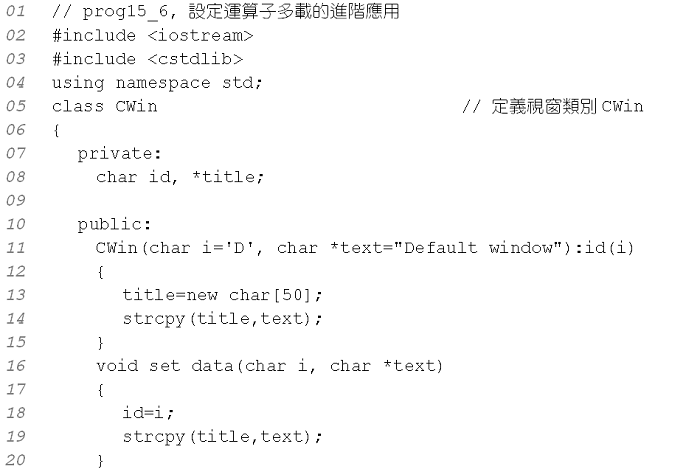 01 // prog15_6, 設定運算子多載的進階應用
02 #include <iostream>
03 #include <cstdlib>
04 using namespace std;
05 class CWin // 定義視窗類別 CWin
06 {
07 private:
08 char id, *title;
09
10 public:
11 CWin(char i='D', char *text="Default window"):id(i)
12 {
13 title=new char[50];
14 strcpy(title,text);
15 }
16 void set data(char i, char *text)
17 {
18 id=i;
19 strcpy(title,text);
20 }